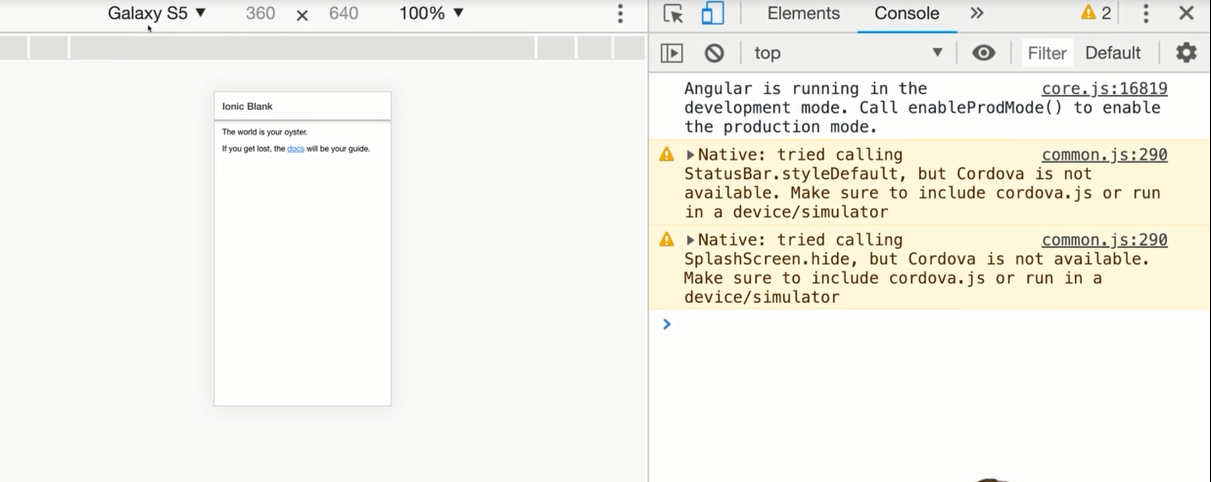 Galaxy S5 ▼ 360 × 640 100% ▼
Elements Console » 2
top ▼ Filter Default
Ionic Blank
The world is your oyster.
If you get lost, the docs will be your guide.
Angular is running in the core.js:16819
development mode. Call enableProdMode() to enable
the production mode.
▶Native: tried calling common.js:290
StatusBar.styleDefault, but Cordova is not
available. Make sure to include cordova.js or run
in a device/simulator
▶Native: tried calling common.js:290
SplashScreen.hide, but Cordova is not available.
Make sure to include cordova.js or run in a
device/simulator